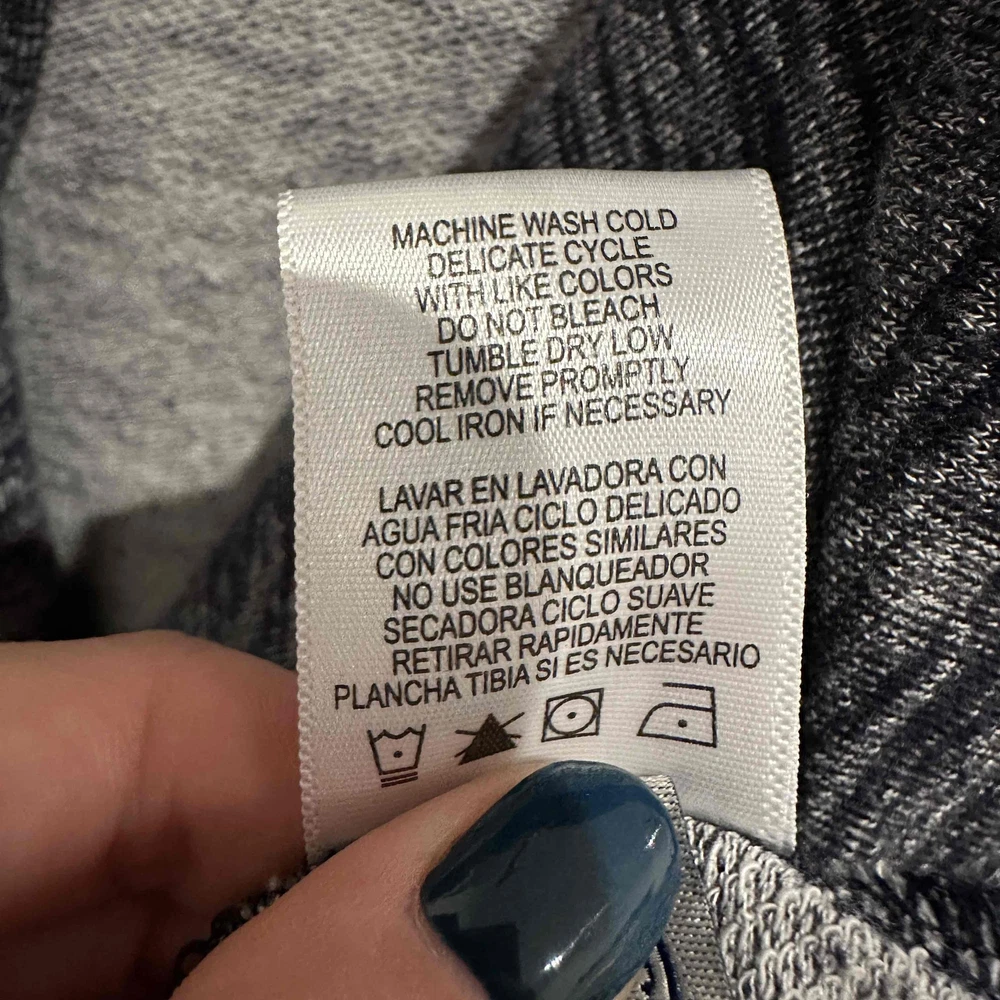 MACHINE WASH COLD
DELICATE CYCLE
WITH LIKE COLORS
DO NOT BLEACH
TUMBLE DRY LOW
REMOVE PROMPTLY
COOL IRON IF NECESSARY
LAVAR EN LAVADORA CON
AGUA FRIA CICLO DELICADO
CON COLORES SIMILARES
NO USE BLANQUEADOR
SECADORA CICLO SUAVE
RETIRAR RAPIDAMENTE
PLANCHA TIBIA SI ES NECESARIO